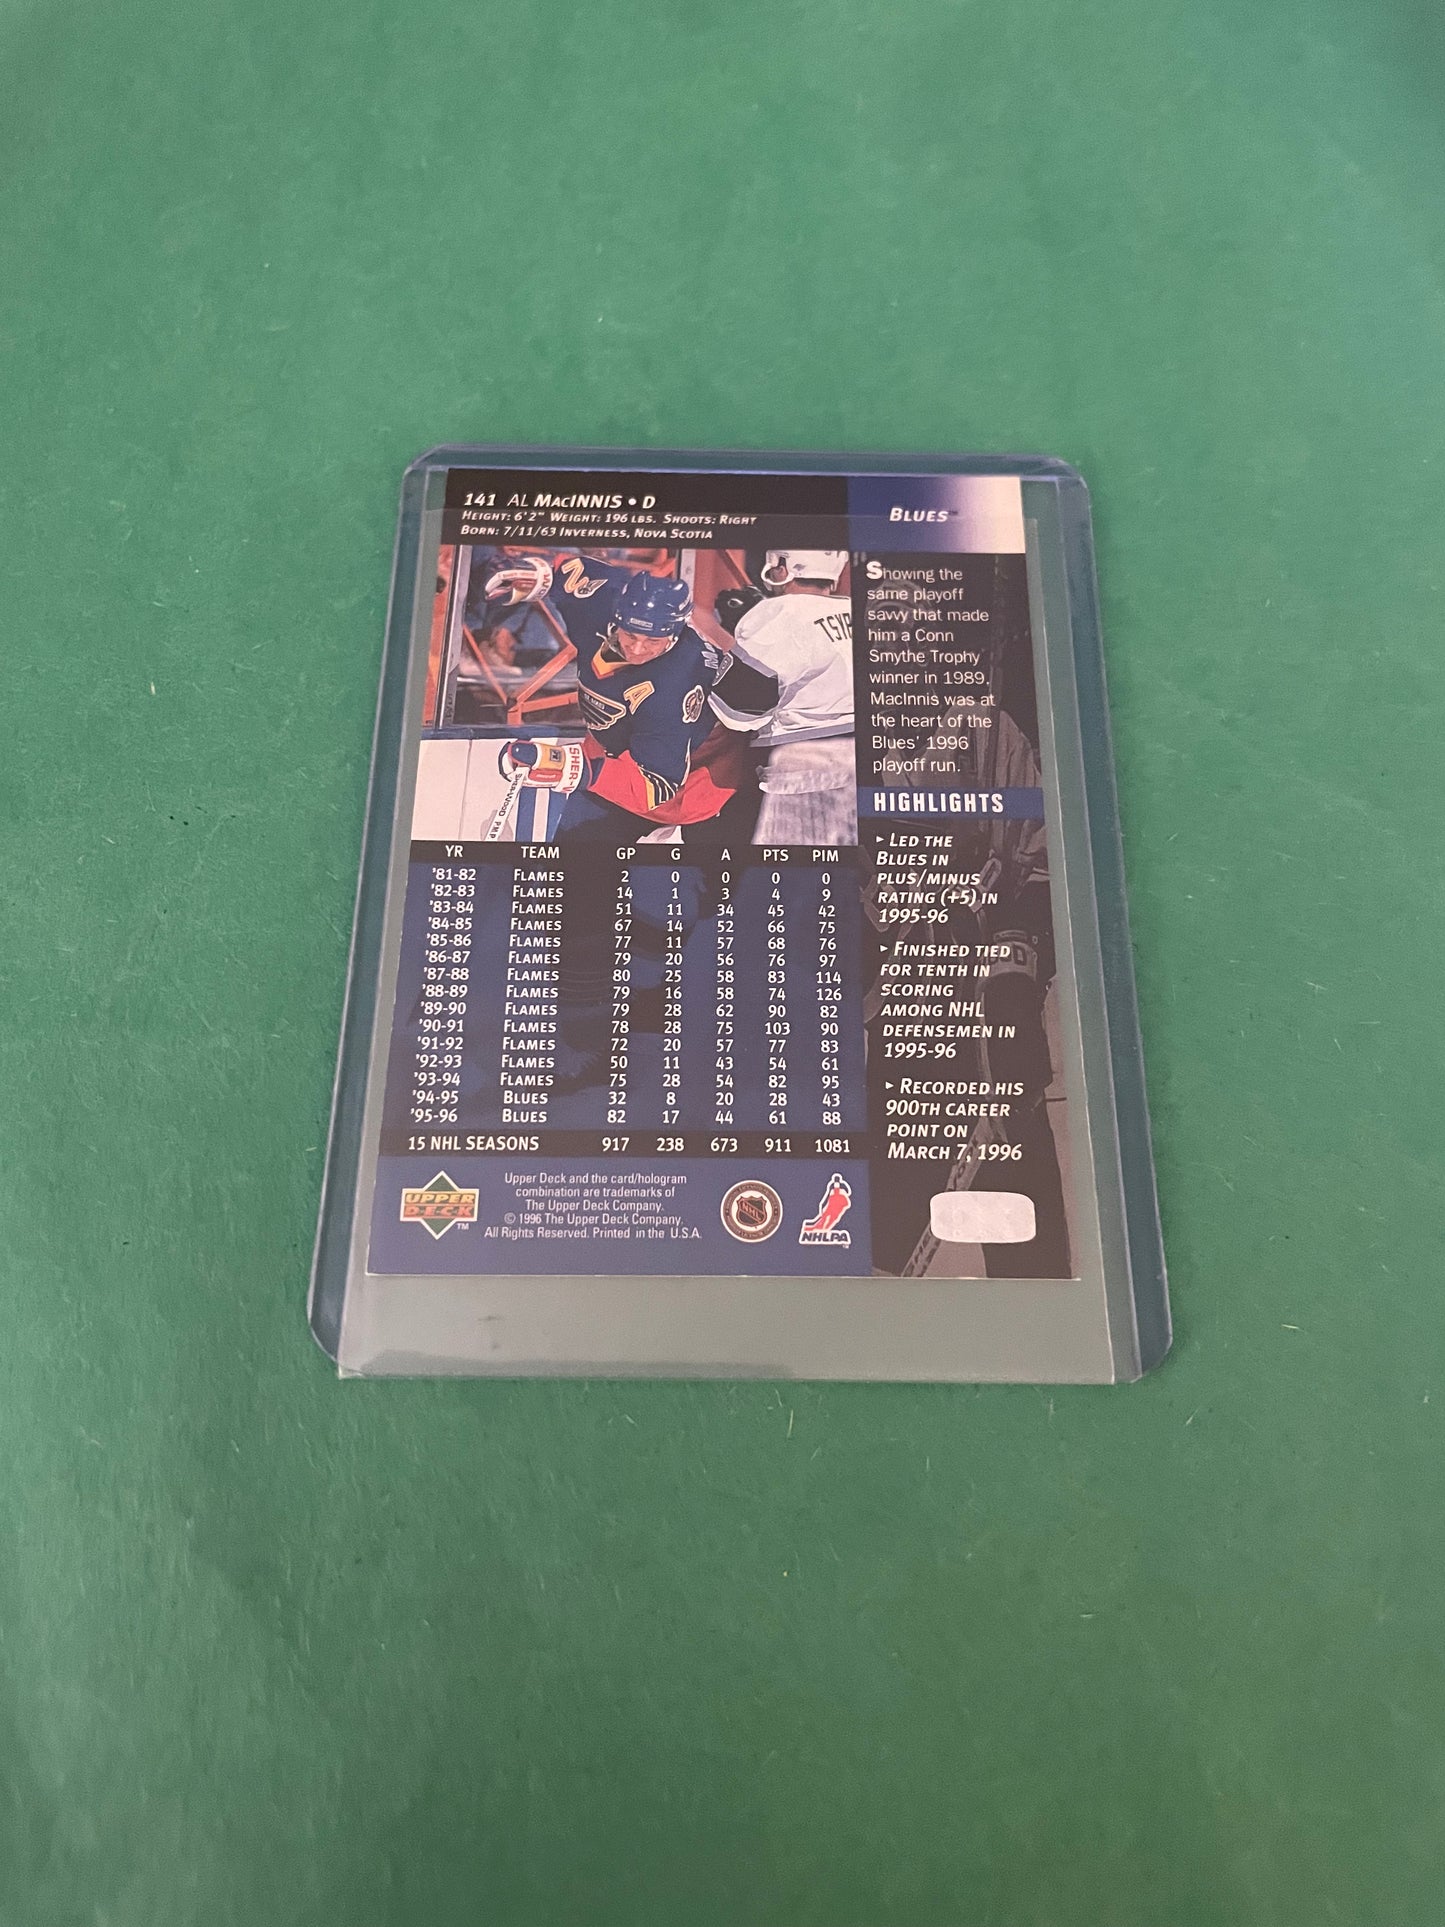 141 AL MacINNIS • D
HEIGHT: 6'2" WEIGHT: 196 LBS. SHOOTS: RIGHT
BORN: 7/11/63 INVERNESS, NOVA SCOTIA
BLUES™
TSYP
A
SHER-W
SHER-WOOD PMP
Showing the
same playoff
savvy that made
him a Conn
Smythe Trophy
winner in 1989,
MacInnis was at
the heart of the
Blues' 1996
playoff run.
HIGHLIGHTS
▸ LED THE
BLUES IN
PLUS/MINUS
RATING (+5) IN
1995-96
▸ FINISHED TIED
FOR TENTH IN
SCORING
AMONG NHL
DEFENSEMEN IN
1995-96
▸ RECORDED HIS
900TH CAREER
POINT ON
MARCH 7, 1996
YR TEAM GP G A PTS PIM
'81-82 FLAMES 2 0 0 0 0
'82-83 FLAMES 14 1 3 4 9
'83-84 FLAMES 51 11 34 45 42
'84-85 FLAMES 67 14 52 66 75
'85-86 FLAMES 77 11 57 68 76
'86-87 FLAMES 79 20 56 76 97
'87-88 FLAMES 80 25 58 83 114
'88-89 FLAMES 79 16 58 74 126
'89-90 FLAMES 79 28 62 90 82
'90-91 FLAMES 78 28 75 103 90
'91-92 FLAMES 72 20 57 77 83
'92-93 FLAMES 50 11 43 54 61
'93-94 FLAMES 75 28 54 82 95
'94-95 BLUES 32 8 20 28 43
'95-96 BLUES 82 17 44 61 88
15 NHL SEASONS 917 238 673 911 1081
UPPER
DECK™
Upper Deck and the card/hologram
combination are trademarks of
The Upper Deck Company.
© 1996 The Upper Deck Company.
All Rights Reserved. Printed in the U.S.A.
NHL
NHLPA™